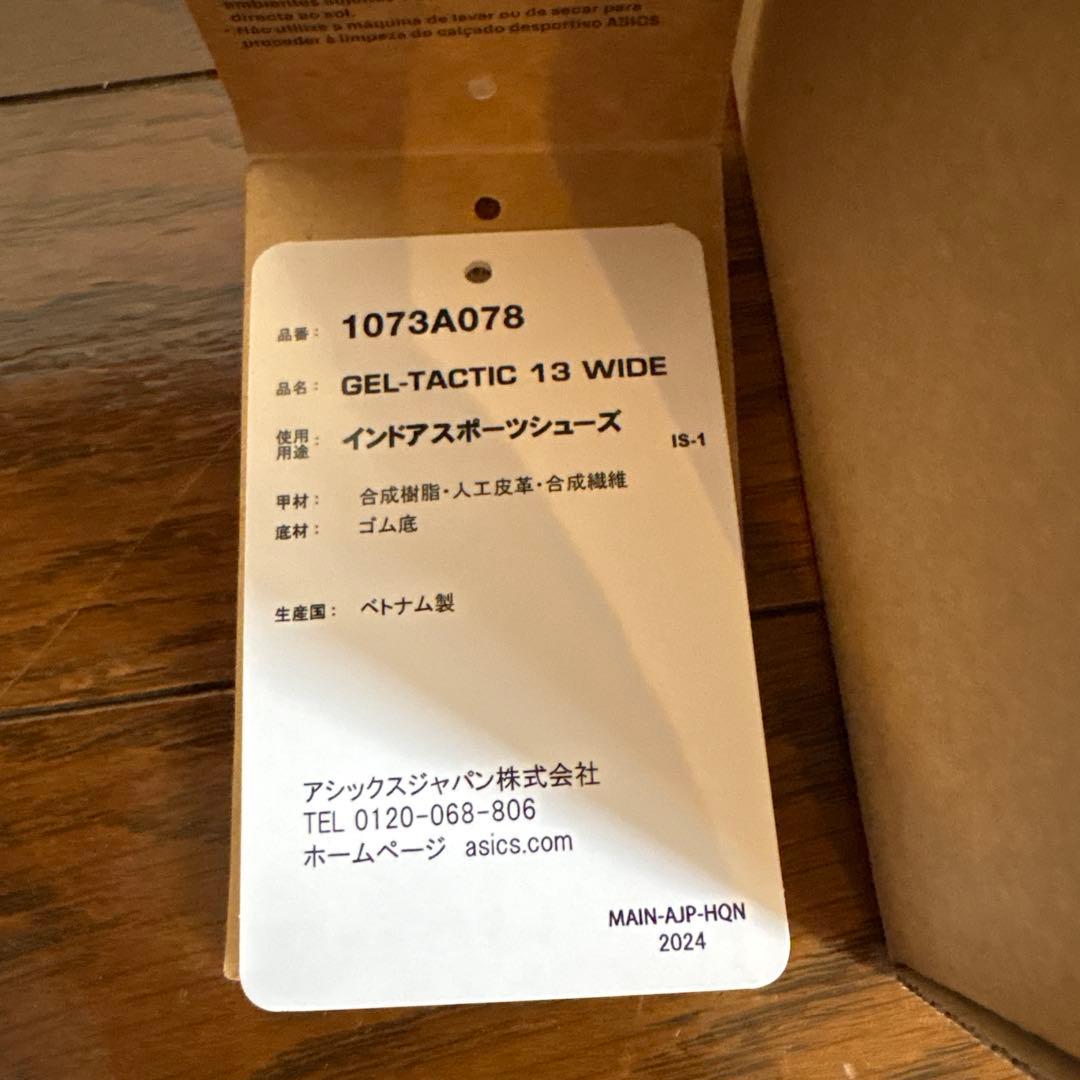 directa ao sol.
• Não utilize a máquina de lavar ou de secar para
proceder à limpeza do calçado desportivo ASICS
品番： 1073A078
品名： GEL-TACTIC 13 WIDE
使用用途： インドアスポーツシューズ IS-1
甲材： 合成樹脂・人工皮革・合成繊維
底材： ゴム底
生産国： ベトナム製
アシックスジャパン株式会社
TEL 0120-068-806
ホームページ asics.com
MAIN-AJP-HQN
2024